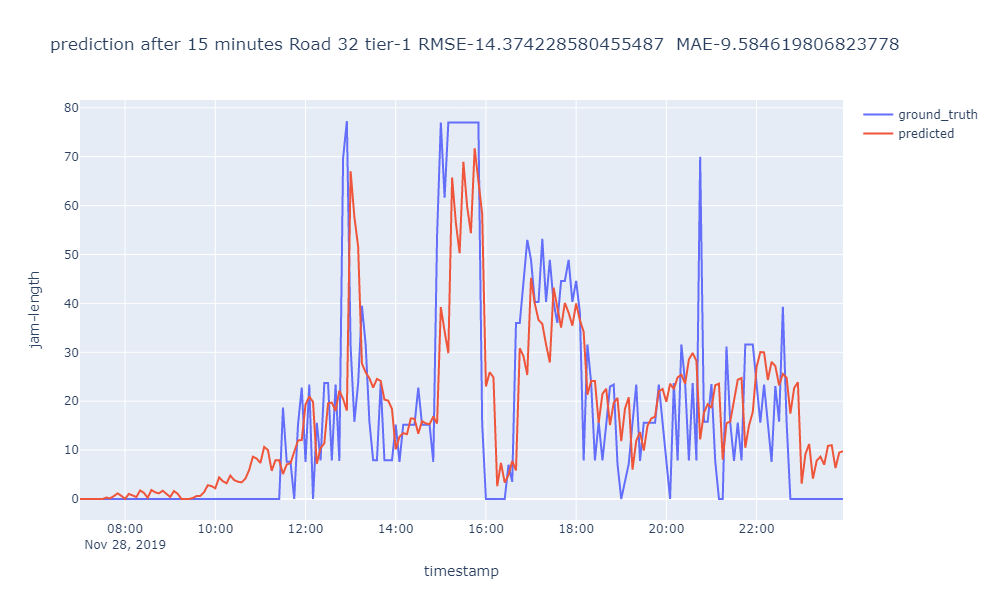 prediction after 15 minutes Road 32 tier-1 RMSE-14.374228580455487  MAE-9.584619806823778
ground_truth
predicted
80
70
60
50
40
30
20
10
0
jam-length
08:00 10:00 12:00 14:00 16:00 18:00 20:00 22:00
Nov 28, 2019
timestamp